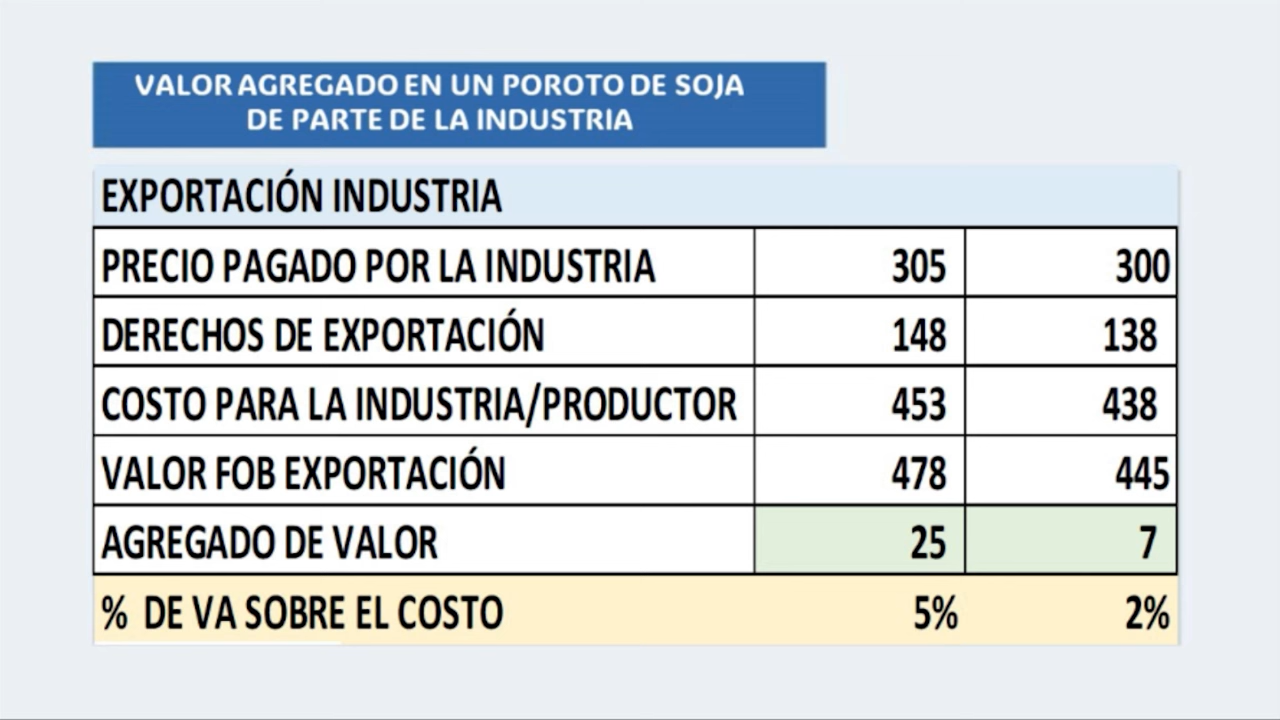 VALOR AGREGADO EN UN POROTO DE SOJA
DE PARTE DE LA INDUSTRIA
EXPORTACIÓN INDUSTRIA
PRECIO PAGADO POR LA INDUSTRIA 305 300
DERECHOS DE EXPORTACIÓN 148 138
COSTO PARA LA INDUSTRIA/PRODUCTOR 453 438
VALOR FOB EXPORTACIÓN 478 445
AGREGADO DE VALOR 25 7
% DE VA SOBRE EL COSTO 5% 2%